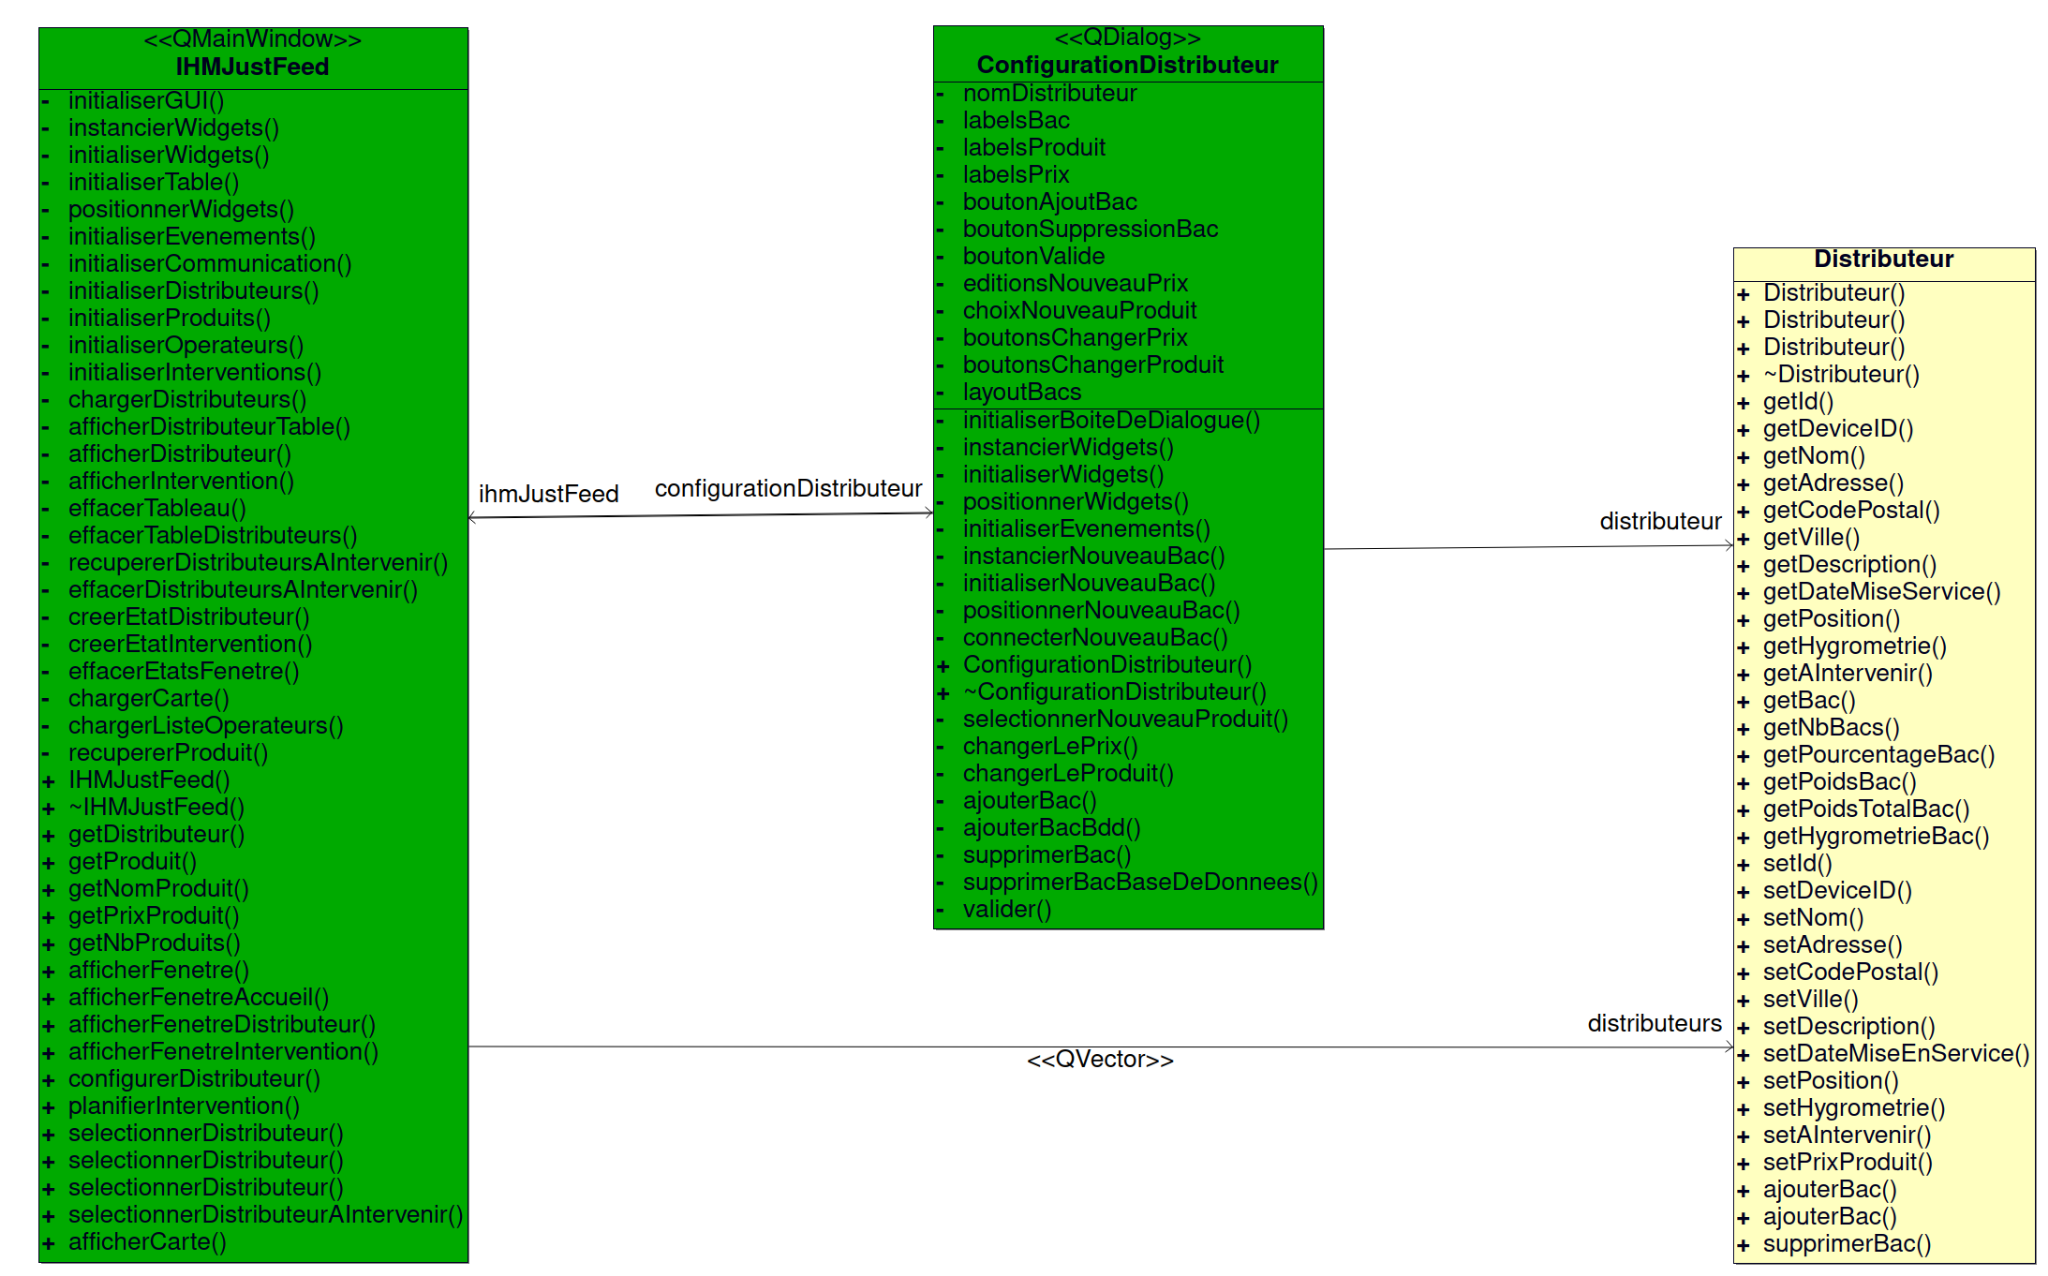 <<QMainWindow>>
IHMJustFeed
- initialiserGUI()
- instancierWidgets()
- initialiserWidgets()
- initialiserTable()
- positionnerWidgets()
- initialiserEvenements()
- initialiserCommunication()
- initialiserDistributeurs()
- initialiserProduits()
- initialiserOperateurs()
- initialiserInterventions()
- chargerDistributeurs()
- afficherDistributeurTable()
- afficherDistributeur()
- afficherIntervention()
- effacerTableau()
- effacerTableDistributeurs()
- recupererDistributeursAIntervenir()
- effacerDistributeursAIntervenir()
- creerEtatDistributeur()
- creerEtatIntervention()
- effacerEtatsFenetre()
- chargerCarte()
- chargerListeOperateurs()
- recupererProduit()
+ IHMJustFeed()
+ ~IHMJustFeed()
+ getDistributeur()
+ getProduit()
+ getNomProduit()
+ getPrixProduit()
+ getNbProduits()
+ afficherFenetre()
+ afficherFenetreAccueil()
+ afficherFenetreDistributeur()
+ afficherFenetreIntervention()
+ configurerDistributeur()
+ planifierIntervention()
+ selectionnerDistributeur()
+ selectionnerDistributeur()
+ selectionnerDistributeur()
+ selectionnerDistributeurAIntervenir()
+ afficherCarte()
ihmJustFeed
configurationDistributeur
<<QDialog>>
ConfigurationDistributeur
- nomDistributeur
- labelsBac
- labelsProduit
- labelsPrix
- boutonAjoutBac
- boutonSuppressionBac
- boutonValide
- editionsNouveauPrix
- choixNouveauProduit
- boutonsChangerPrix
- boutonsChangerProduit
- layoutBacs
- initialiserBoiteDeDialogue()
- instancierWidgets()
- initialiserWidgets()
- positionnerWidgets()
- initialiserEvenements()
- instancierNouveauBac()
- initialiserNouveauBac()
- positionnerNouveauBac()
- connecterNouveauBac()
+ ConfigurationDistributeur()
+ ~ConfigurationDistributeur()
- selectionnerNouveauProduit()
- changerLePrix()
- changerLeProduit()
- ajouterBac()
- ajouterBacBdd()
- supprimerBac()
- supprimerBacBaseDeDonnees()
- valider()
distributeur
distributeurs
<<QVector>>
Distributeur
+ Distributeur()
+ Distributeur()
+ Distributeur()
+ ~Distributeur()
+ getId()
+ getDeviceID()
+ getNom()
+ getAdresse()
+ getCodePostal()
+ getVille()
+ getDescription()
+ getDateMiseService()
+ getPosition()
+ getHygrometrie()
+ getAIntervenir()
+ getBac()
+ getNbBacs()
+ getPourcentageBac()
+ getPoidsBac()
+ getPoidsTotalBac()
+ getHygrometrieBac()
+ setId()
+ setDeviceID()
+ setNom()
+ setAdresse()
+ setCodePostal()
+ setVille()
+ setDescription()
+ setDateMiseEnService()
+ setPosition()
+ setHygrometrie()
+ setAIntervenir()
+ setPrixProduit()
+ ajouterBac()
+ ajouterBac()
+ supprimerBac()